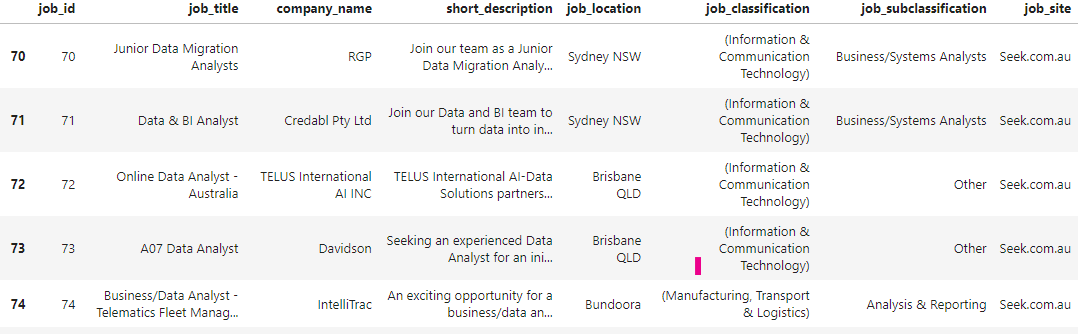 job_id job_title company_name short_description job_location job_classification job_subclassification job_site
70 70 Junior Data Migration Analysts RGP Join our team as a Junior Data Migration Analy... Sydney NSW (Information & Communication Technology) Business/Systems Analysts Seek.com.au
71 71 Data & BI Analyst Credabl Pty Ltd Join our Data and BI team to turn data into in... Sydney NSW (Information & Communication Technology) Business/Systems Analysts Seek.com.au
72 72 Online Data Analyst - Australia TELUS International AI INC TELUS International AI-Data Solutions partners... Brisbane QLD (Information & Communication Technology) Other Seek.com.au
73 73 A07 Data Analyst Davidson Seeking an experienced Data Analyst for an ini... Brisbane QLD (Information & Communication Technology) Other Seek.com.au
74 74 Business/Data Analyst - Telematics Fleet Manag... IntelliTrac An exciting opportunity for a business/data an... Bundoora (Manufacturing, Transport & Logistics) Analysis & Reporting Seek.com.au